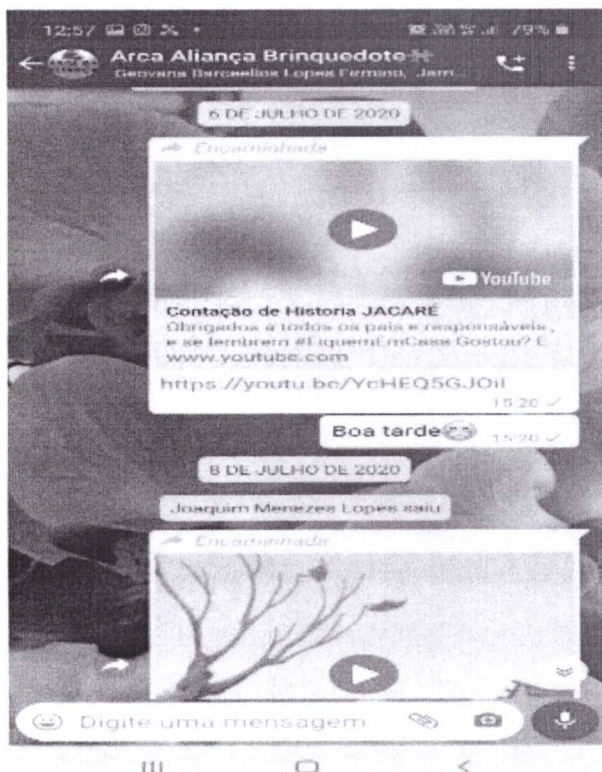 12:57 79%
Arca Aliança Brinquedote
Geovana Barcellos Lopes Firmino, Jam...
6 DE JULHO DE 2020
Encaminhada
YouTube
Contação de Historia JACARÉ
Obrigados a todos os pais e responsáveis,
e se lembrem #FiquemEmCasa Gostou? E...
www.youtube.com
https://youtu.be/YcHEQ5GJOiI
15:20
Boa tarde 15:20
8 DE JULHO DE 2020
Joaquim Menezes Lopes saiu
Encaminhada
Digite uma mensagem